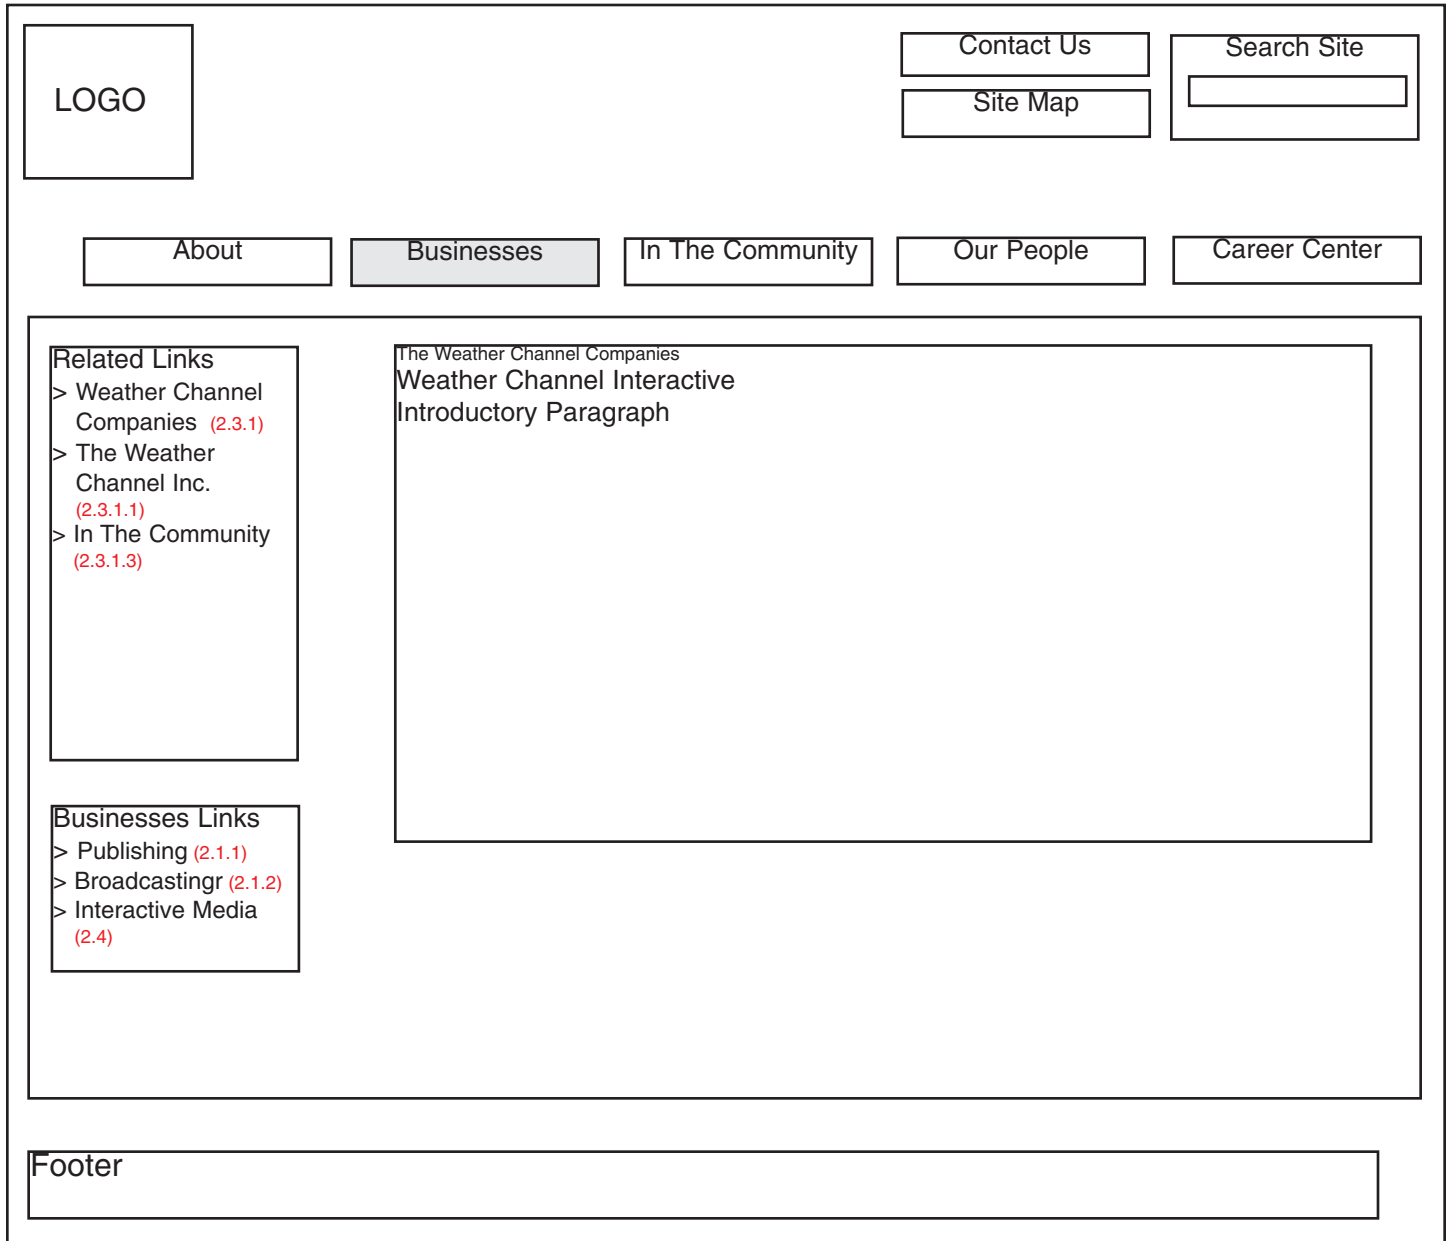 LOGO
Contact Us
Site Map
Search Site
About
Businesses
In The Community
Our People
Career Center
Related Links
> Weather Channel
Companies (2.3.1)
> The Weather
Channel Inc.
(2.3.1.1)
> In The Community
(2.3.1.3)
The Weather Channel Companies
Weather Channel Interactive
Introductory Paragraph
Businesses Links
> Publishing (2.1.1)
> Broadcastingr (2.1.2)
> Interactive Media
(2.4)
Footer